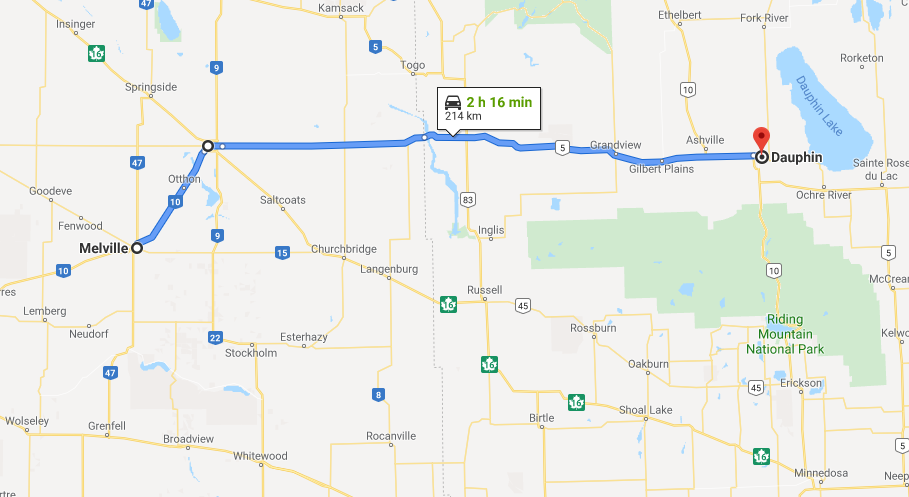 47
Kamsack
Ethelbert
Fork River
Insinger
16
5
Rorketon
9
Togo
Springside
10
2 h 16 min
214 km
Dauphin Lake
Ashville
47
5
Grandview
Dauphin
Gilbert Plains
Sainte Rose
du Lac
Otthon
Goodeve
10
Saltcoats
83
Ochre River
Fenwood
9
Inglis
Melville
15
Churchbridge
5
10
Langenburg
10
McCrea
Russell
16
45
Lemberg
Riding
Mountain
National Park
Neudorf
22
Esterhazy
Rossburn
Kelwo
Stockholm
16
Oakburn
47
45
Erickson
8
16
Wolseley
Grenfell
Birtle
Shoal Lake
Broadview
Rocanville
5
Whitewood
16
Minnedosa
Neep